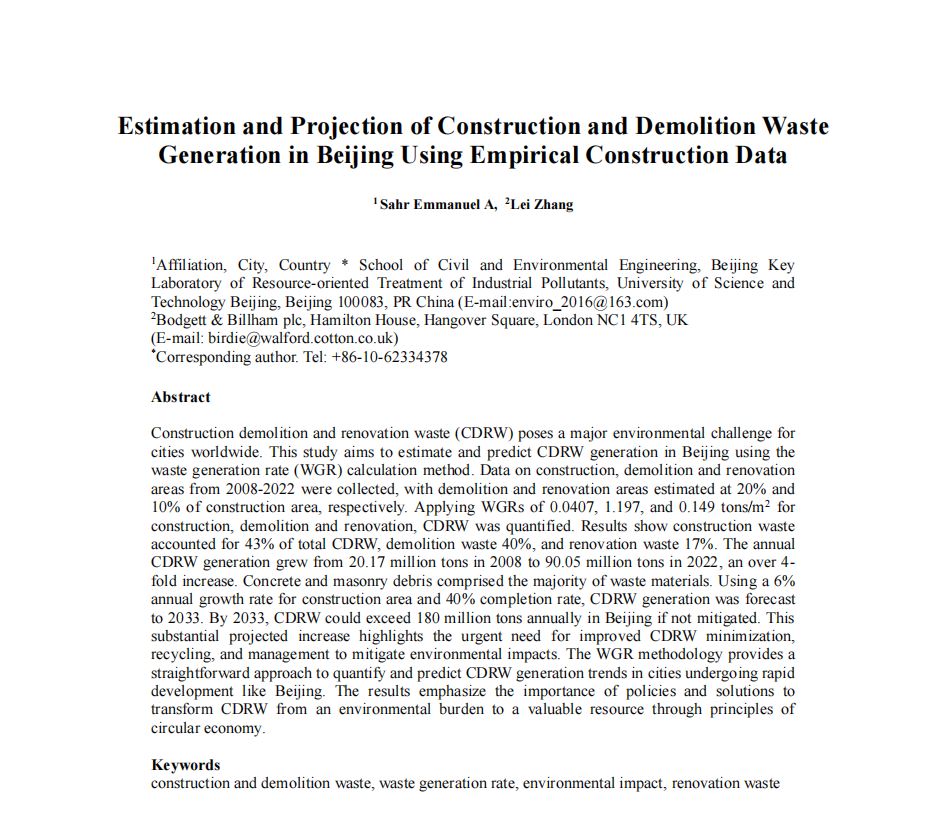 Estimation and Projection of Construction and Demolition Waste
Generation in Beijing Using Empirical Construction Data
¹ Sahr Emmanuel A, ²Lei Zhang
¹Affiliation, City, Country * School of Civil and Environmental Engineering, Beijing Key
Laboratory of Resource-oriented Treatment of Industrial Pollutants, University of Science and
Technology Beijing, Beijing 100083, PR China (E-mail:enviro_2016@163.com)
²Bodgett & Billham plc, Hamilton House, Hangover Square, London NC1 4TS, UK
(E-mail: birdie@walford.cotton.co.uk)
*Corresponding author. Tel: +86-10-62334378
Abstract
Construction demolition and renovation waste (CDRW) poses a major environmental challenge for
cities worldwide. This study aims to estimate and predict CDRW generation in Beijing using the
waste generation rate (WGR) calculation method. Data on construction, demolition and renovation
areas from 2008-2022 were collected, with demolition and renovation areas estimated at 20% and
10% of construction area, respectively. Applying WGRs of 0.0407, 1.197, and 0.149 tons/m² for
construction, demolition and renovation, CDRW was quantified. Results show construction waste
accounted for 43% of total CDRW, demolition waste 40%, and renovation waste 17%. The annual
CDRW generation grew from 20.17 million tons in 2008 to 90.05 million tons in 2022, an over 4-
fold increase. Concrete and masonry debris comprised the majority of waste materials. Using a 6%
annual growth rate for construction area and 40% completion rate, CDRW generation was forecast
to 2033. By 2033, CDRW could exceed 180 million tons annually in Beijing if not mitigated. This
substantial projected increase highlights the urgent need for improved CDRW minimization,
recycling, and management to mitigate environmental impacts. The WGR methodology provides a
straightforward approach to quantify and predict CDRW generation trends in cities undergoing rapid
development like Beijing. The results emphasize the importance of policies and solutions to
transform CDRW from an environmental burden to a valuable resource through principles of
circular economy.
Keywords
construction and demolition waste, waste generation rate, environmental impact, renovation waste